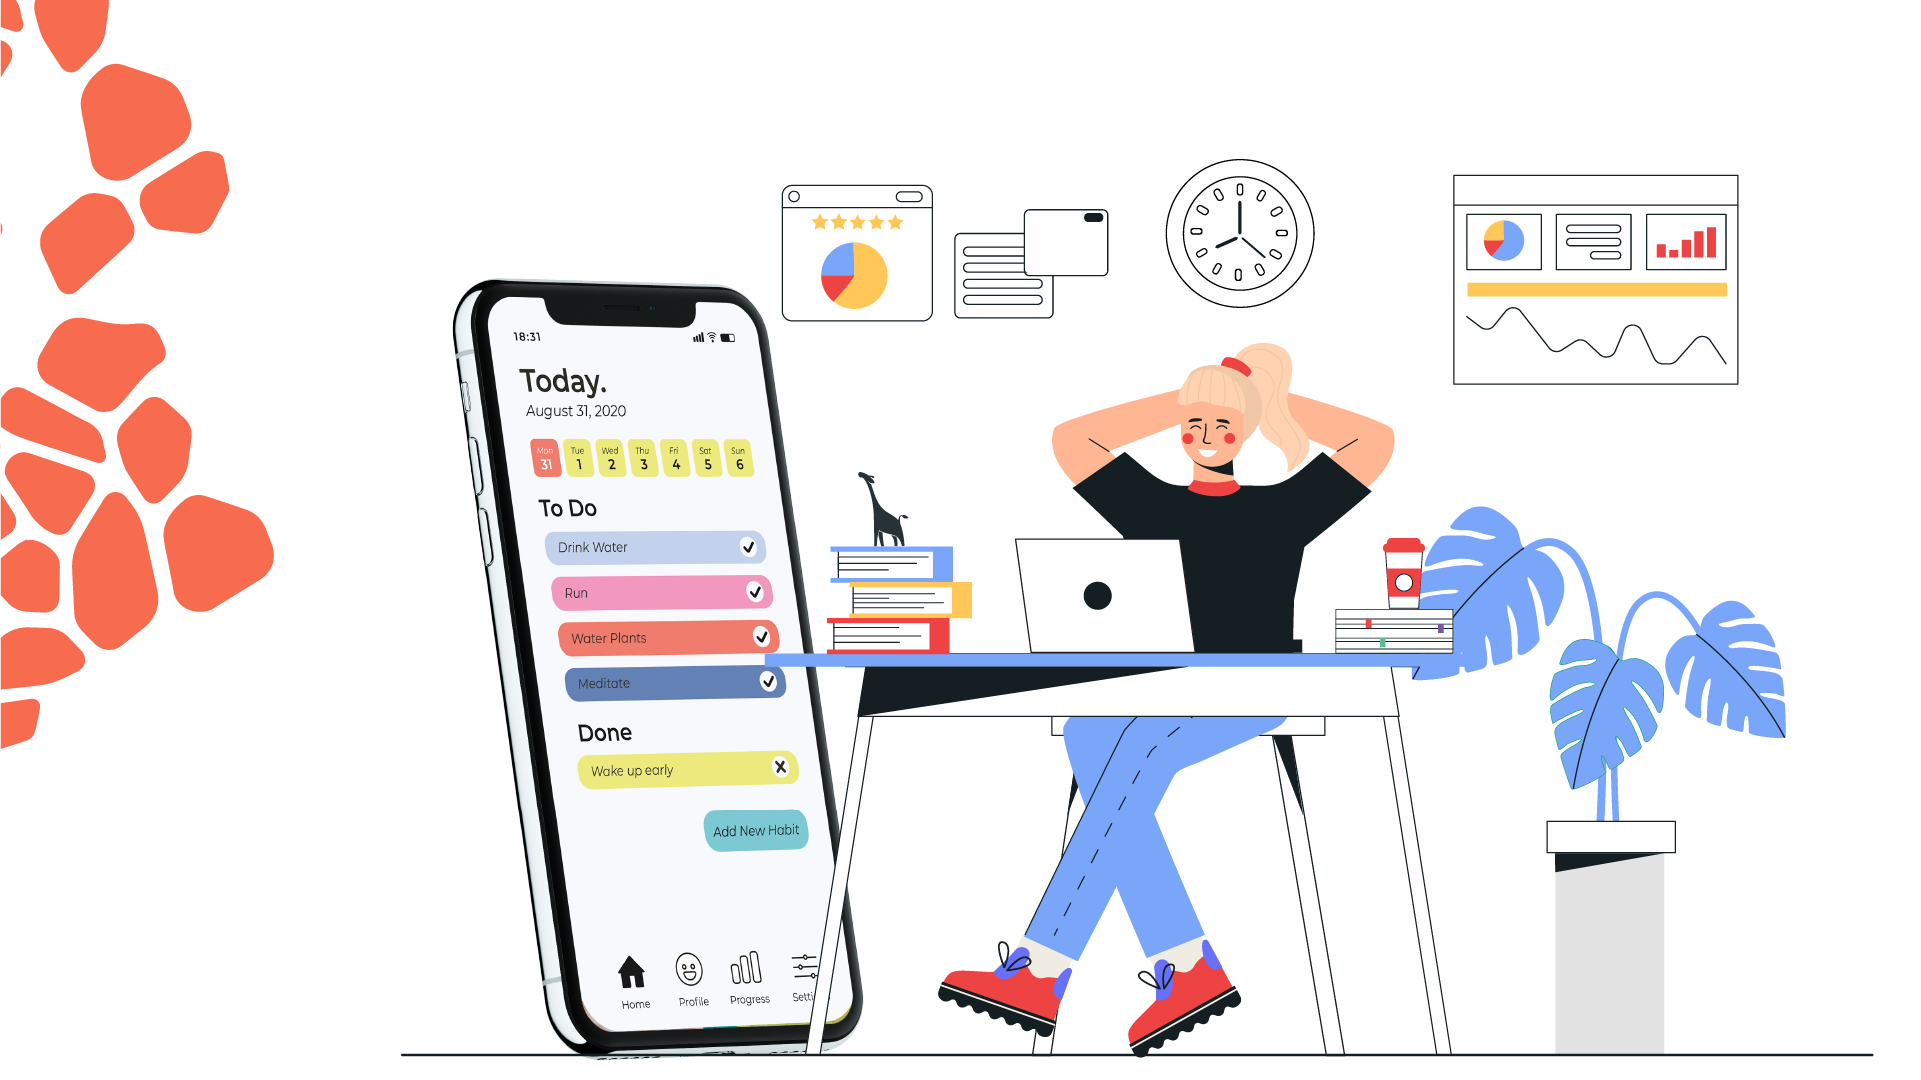 18:31
Today.
August 31, 2020
Mon Tue Wed Thu Fri Sat Sun
31 1 2 3 4 5 6
To Do
Drink Water
Run
Water Plants
Meditate
Done
Wake up early
Add New Habit
Home Profile Progress Setti